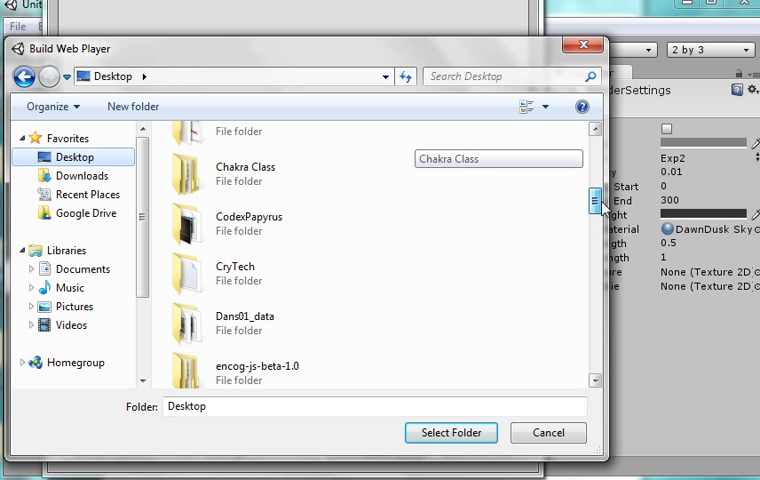 Unit
File
Build Web Player
2 by 3
Desktop
Search Desktop
derSettings
Organize
New folder
Favorites
Desktop
Downloads
Recent Places
Google Drive
Libraries
Documents
Music
Pictures
Videos
Homegroup
File folder
Chakra Class
File folder
Chakra Class
CodexPapyrus
File folder
CryTech
File folder
Dans01_data
File folder
encog-js-beta-1.0
File folder
Exp2
0.01
Start 0
End 300
ght
aterial DawnDusk Sky
ngth 0.5
ngth 1
ure None (Texture 2D)
ie None (Texture 2D)
Folder: Desktop
Select Folder
Cancel